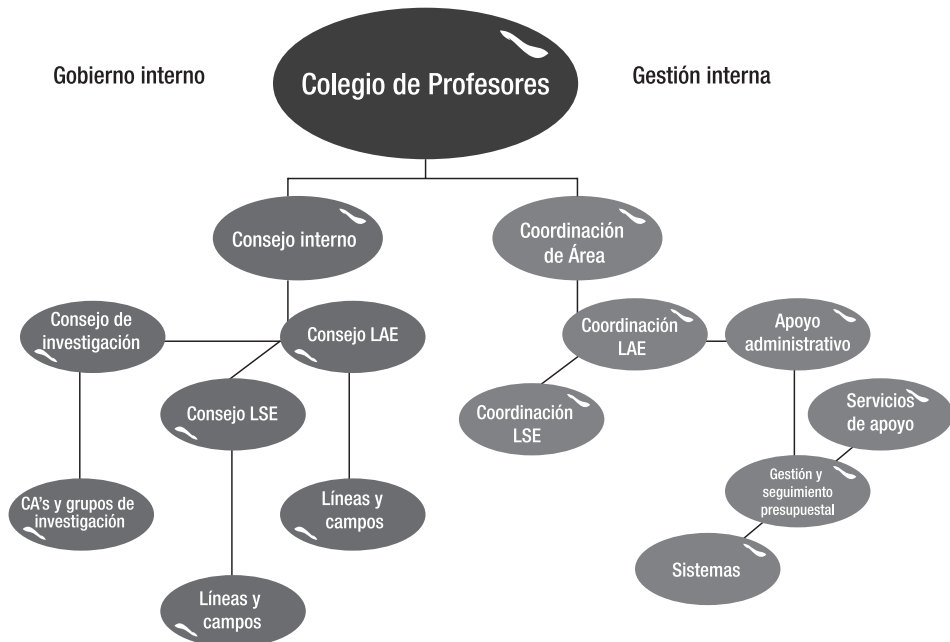 Gobierno interno
Colegio de Profesores
Gestión interna
Consejo interno
Coordinación
de Área
Consejo de
investigación
Consejo LAE
Coordinación
LAE
Apoyo
administrativo
Consejo LSE
Coordinación
LSE
Servicios
de apoyo
CA's y grupos de
investigación
Líneas y
campos
Gestión y
seguimiento
presupuestal
Líneas y
campos
Sistemas